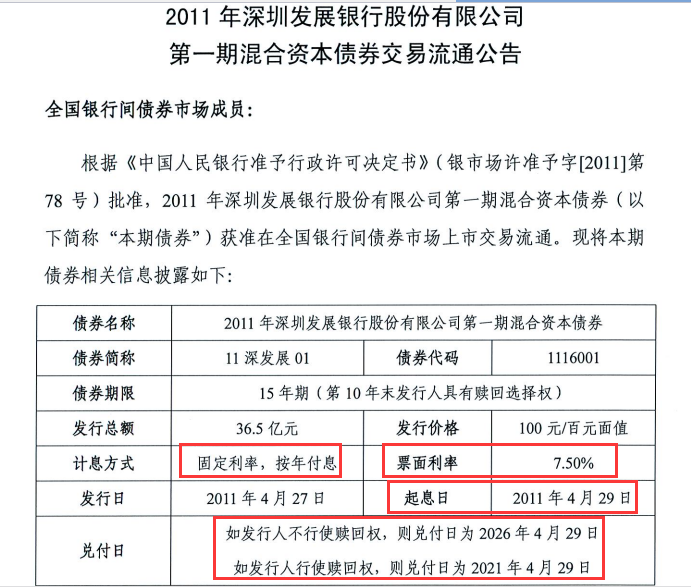 2011 年深圳发展银行股份有限公司
第一期混合资本债券交易流通公告
全国银行间债券市场成员：
根据《中国人民银行准予行政许可决定书》（银市场许准予字[2011]第
78 号）批准，2011 年深圳发展银行股份有限公司第一期混合资本债券（以
下简称“本期债券”）获准在全国银行间债券市场上市交易流通。现将本期
债券相关信息披露如下：
债券名称 2011 年深圳发展银行股份有限公司第一期混合资本债券
债券简称 11 深发展 01 债券代码 1116001
债券期限 15 年期（第 10 年末发行人具有赎回选择权）
发行总额 36.5 亿元 发行价格 100 元/百元面值
计息方式 固定利率，按年付息 票面利率 7.50%
发行日 2011 年 4 月 27 日 起息日 2011 年 4 月 29 日
兑付日 如发行人不行使赎回权，则兑付日为 2026 年 4 月 29 日
如发行人行使赎回权，则兑付日为 2021 年 4 月 29 日